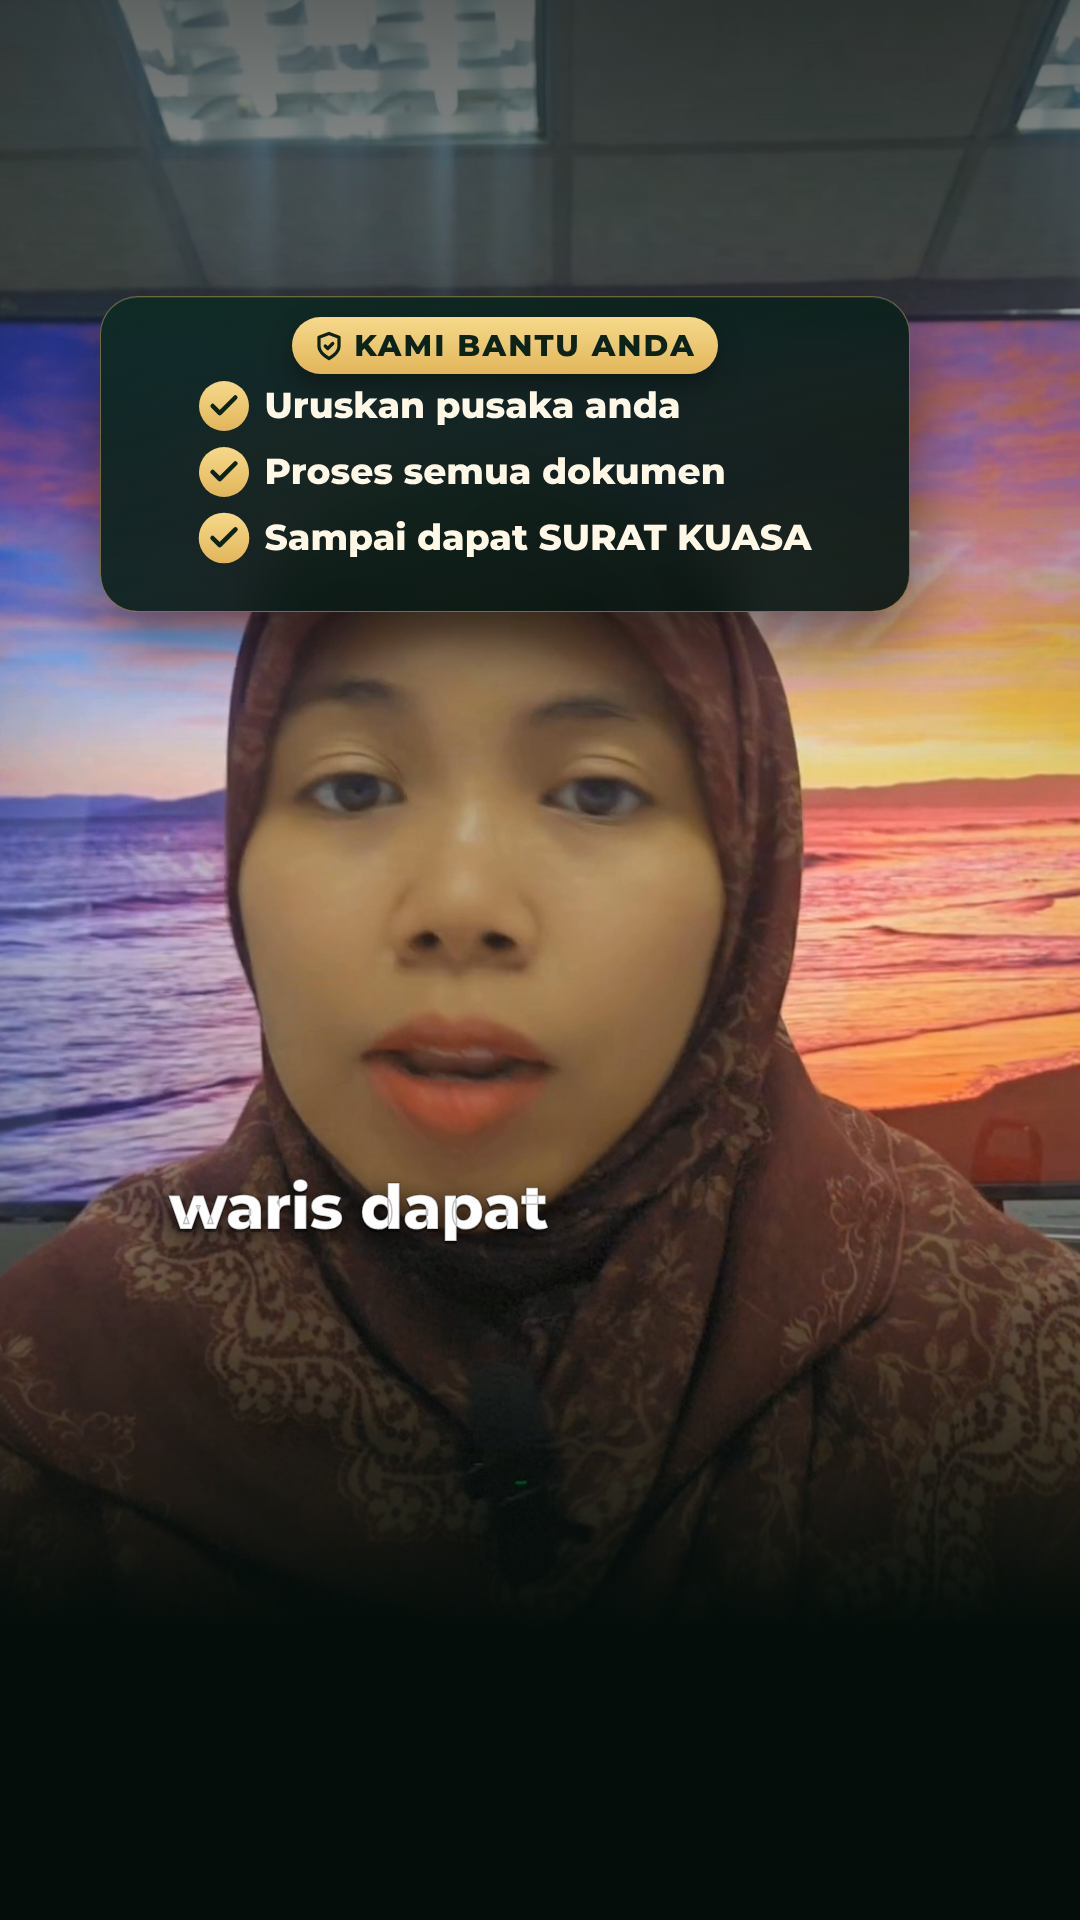 KAMI BANTU ANDA
Uruskan pusaka anda
Proses semua dokumen
Sampai dapat SURAT KUASA
waris dapat